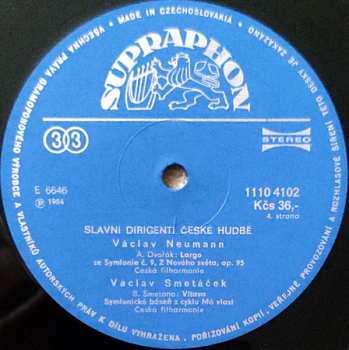 VŠECHNA PRÁVA GRAMOFONOVÉHO VÝROBCE A VLASTNÍKŮ AUTORSKÝCH PRÁV K DÍLU VYHRAŽENA. POŘIZOVÁNÍ KOPIÍ, VEŘEJNÉ PROVOZOVÁNÍ A ROZHLASOVÉ ŠÍŘENÍ TÉTO DESKY JE ZAKÁZÁNO • MADE IN CZECHOSLOVAKIA •
SUPRAPHON
33
STEREO
E 6646
1110 4102
℗ 1984
Kčs 36,-
4. strana
SLAVNÍ DIRIGENTI ČESKÉ HUDBĚ
Václav Neumann
A. Dvořák: Largo
ze Symfonie č. 9, Z Nového světa, op. 95
Česká filharmonie
Václav Smetáček
B. Smetana: Vltava
Symfonická báseň z cyklu Má vlast
Česká filharmonie